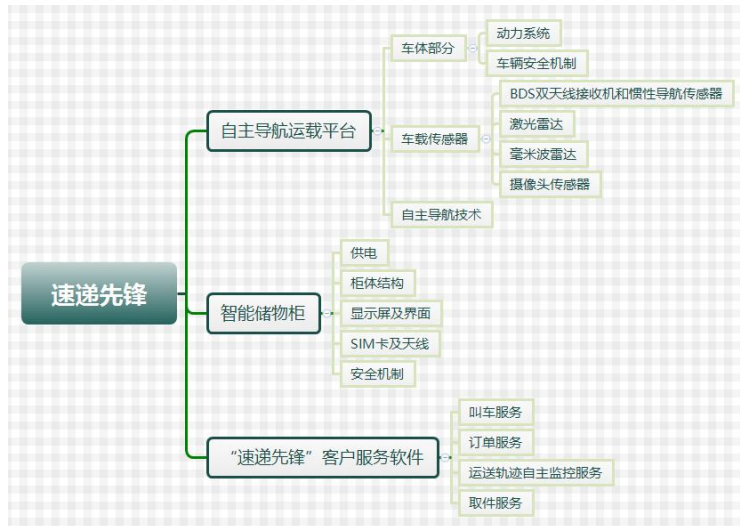 速递先锋
自主导航运载平台
车体部分
动力系统
车辆安全机制
车载传感器
BDS双天线接收机和惯性导航传感器
激光雷达
毫米波雷达
摄像头传感器
自主导航技术
智能储物柜
供电
柜体结构
显示屏及界面
SIM卡及天线
安全机制
“速递先锋”客户服务软件
叫车服务
订单服务
运送轨迹自主监控服务
取件服务